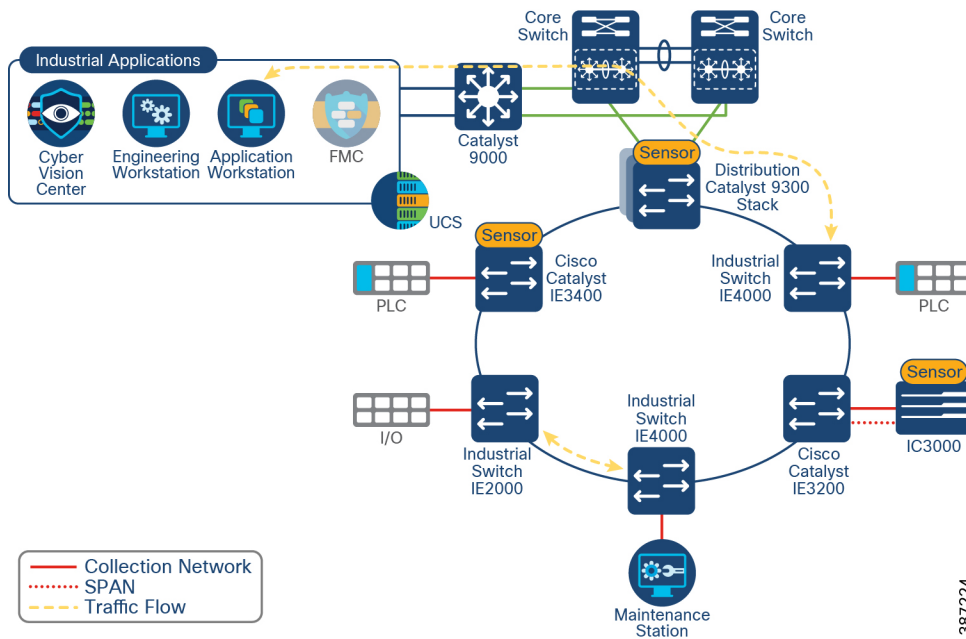 Core
Switch
Core
Switch
Industrial Applications
Cyber
Vision
Center
Engineering
Workstation
Application
Workstation
FMC
UCS
Catalyst
9000
Sensor
Distribution
Catalyst 9300
Stack
Sensor
Cisco
Catalyst
IE3400
PLC
Industrial
Switch
IE4000
PLC
I/O
Industrial
Switch
IE2000
Industrial
Switch
IE4000
Sensor
IC3000
Cisco
Catalyst
IE3200
Maintenance
Station
Collection Network
SPAN
Traffic Flow
387224